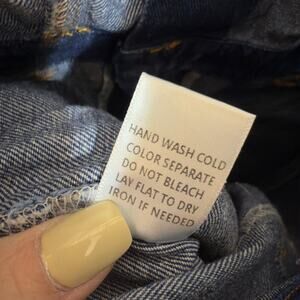 HAND WASH COLD
COLOR SEPARATE
DO NOT BLEACH
LAY FLAT TO DRY
IRON IF NEEDED